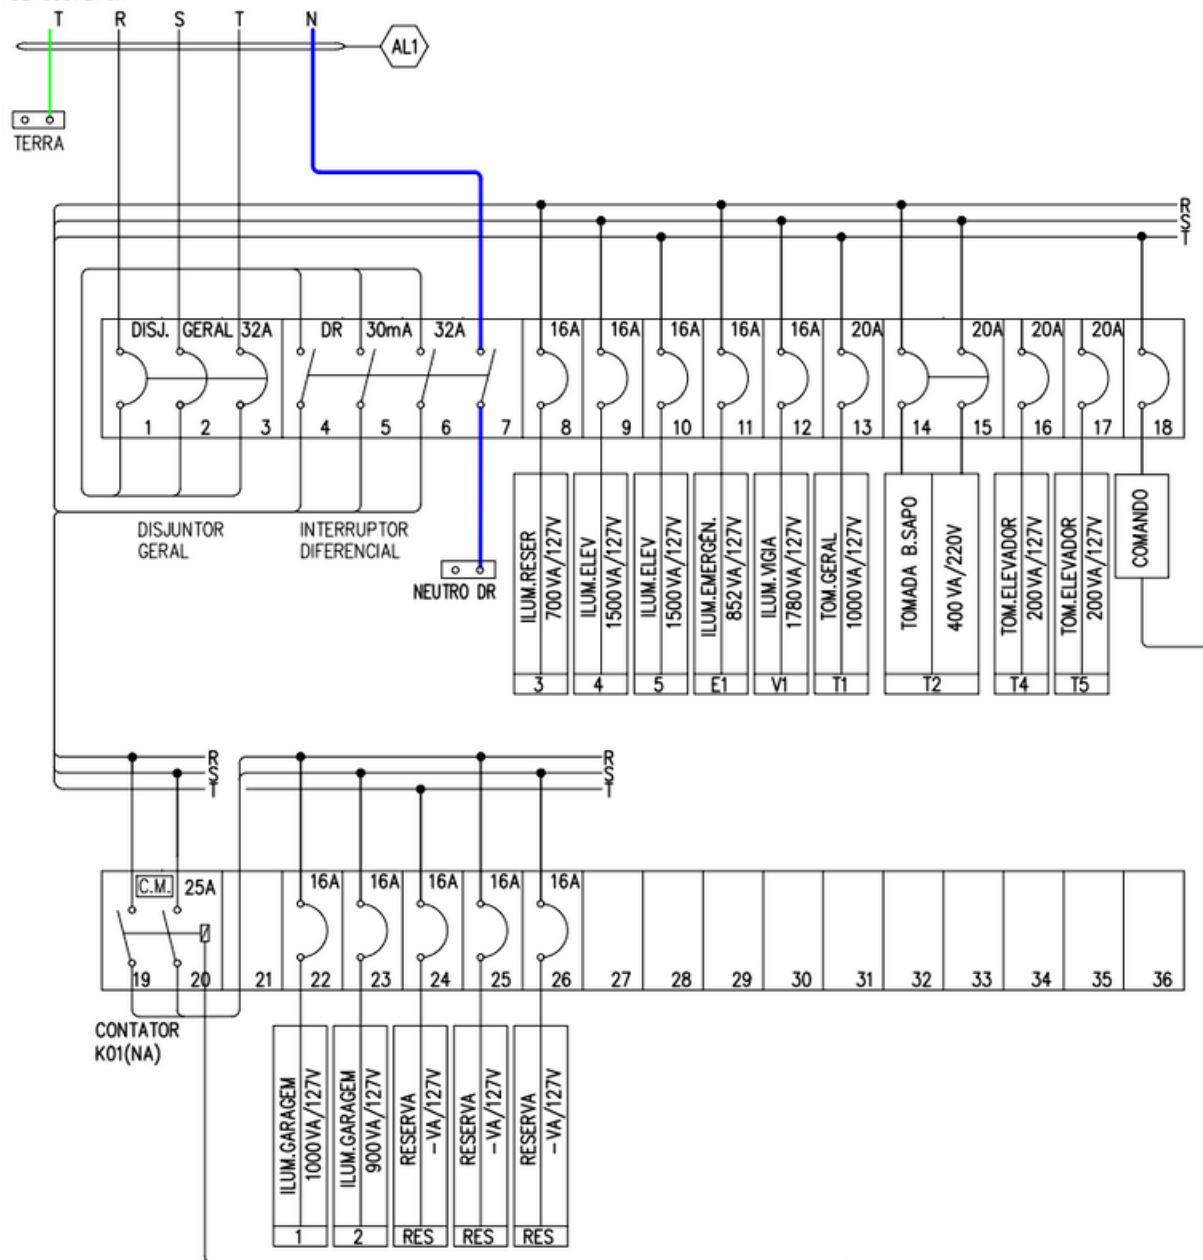 T R S T N
AL1
TERRA
R
S
T
DISJ. GERAL 32A DR 30mA 32A 16A 16A 16A 16A 16A 20A 20A 20A 20A
1 2 3 4 5 6 7 8 9 10 11 12 13 14 15 16 17 18
DISJUNTOR
GERAL
INTERRUPTOR
DIFERENCIAL
NEUTRO DR
ILUM.RESER
700VA/127V
3
ILUM.ELEV
1500VA/127V
4
ILUM.ELEV
1500VA/127V
5
ILUM.EMERGÊN.
852VA/127V
E1
ILUM.VIGIA
1780VA/127V
V1
TOM.GERAL
1000VA/127V
T1
TOMADA B.SAPO
400VA/220V
T2
TOM.ELEVADOR
200VA/127V
T4
TOM.ELEVADOR
200VA/127V
T5
COMANDO
R
S
T
R
S
T
C.M. 25A 16A 16A 16A 16A 16A
19 20 21 22 23 24 25 26 27 28 29 30 31 32 33 34 35 36
CONTATOR
K01(NA)
ILUM.GARAGEM
1000VA/127V
1
ILUM.GARAGEM
900VA/127V
2
RESERVA
-VA/127V
RES
RESERVA
-VA/127V
RES
RESERVA
-VA/127V
RES